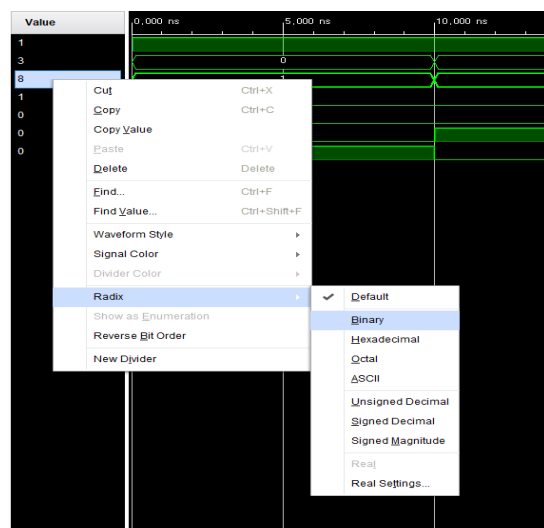 Value
0,000 ns 5,000 ns 10,000 ns
1
3 0
8 1
1
0
0
0
Cut Ctrl+X
Copy Ctrl+C
Copy Value
Paste Ctrl+V
Delete Delete
Find... Ctrl+F
Find Value... Ctrl+Shift+F
Waveform Style
Signal Color
Divider Color
Radix
Show as Enumeration
Reverse Bit Order
New Divider
Default
Binary
Hexadecimal
Octal
ASCII
Unsigned Decimal
Signed Decimal
Signed Magnitude
Real
Real Settings...